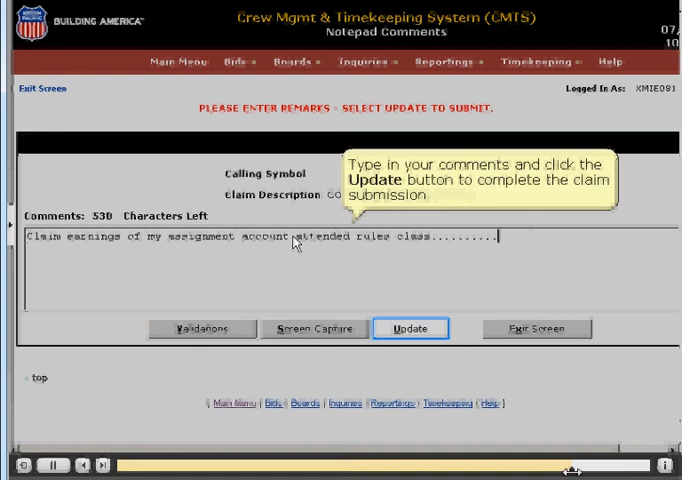 Crew Mgmt & Timekeeping System (CMTS)
BUILDING AMERICA
Notepad Comments
07
10
Main Menu Bids Boards Inquiries Reportings Timekeeping Help
Exit Screen
Logged In As: XMIE081
PLEASE ENTER REMARKS - SELECT UPDATE TO SUBMIT.
Calling Symbol
Type in your comments and click the
Update button to complete the claim
submission
Claim Description CO
Comments: 530 Characters Left
Claim earnings of my assignment account attended rules class..........
Validations Screen Capture Update Exit Screen
top
[ Main Menu | Bids | Boards | Inquiries | Reportings | Timekeeping | Help ]